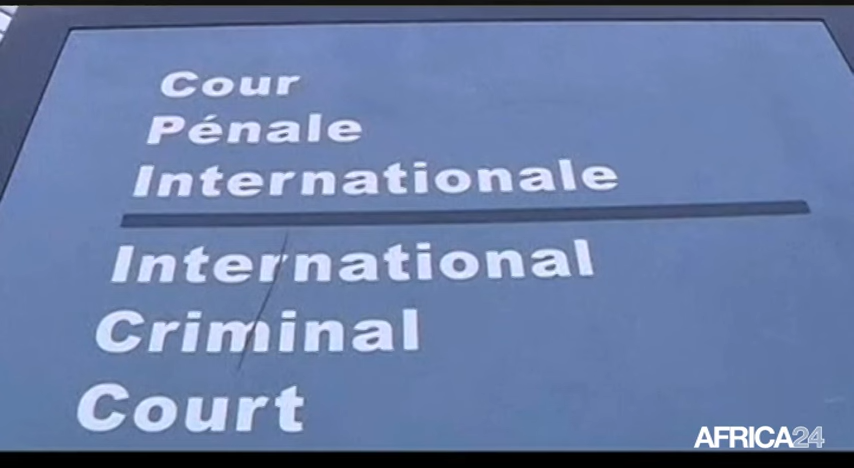 Cour
Pénale
Internationale
International
Criminal
Court
AFRICA24